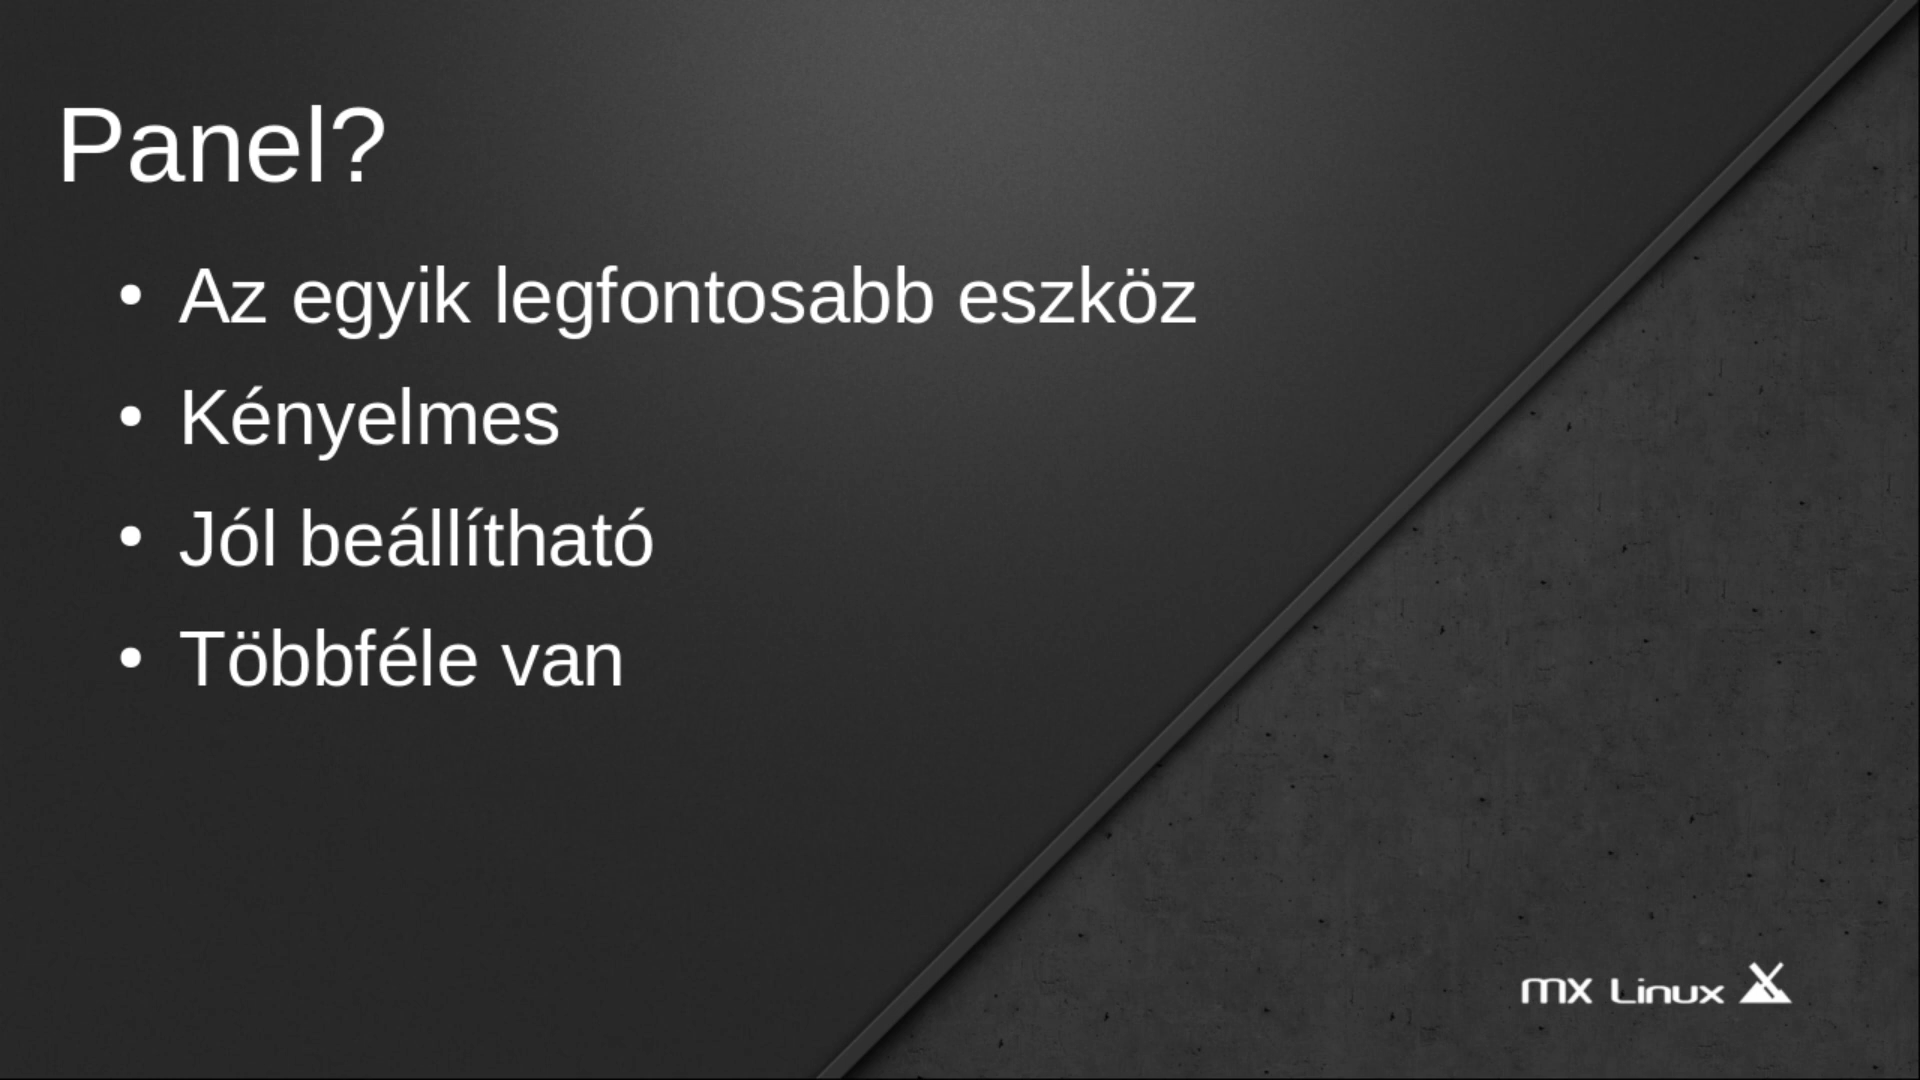 Panel?
• Az egyik legfontosabb eszköz
• Kényelmes
• Jól beállítható
• Többféle van
mx Linux